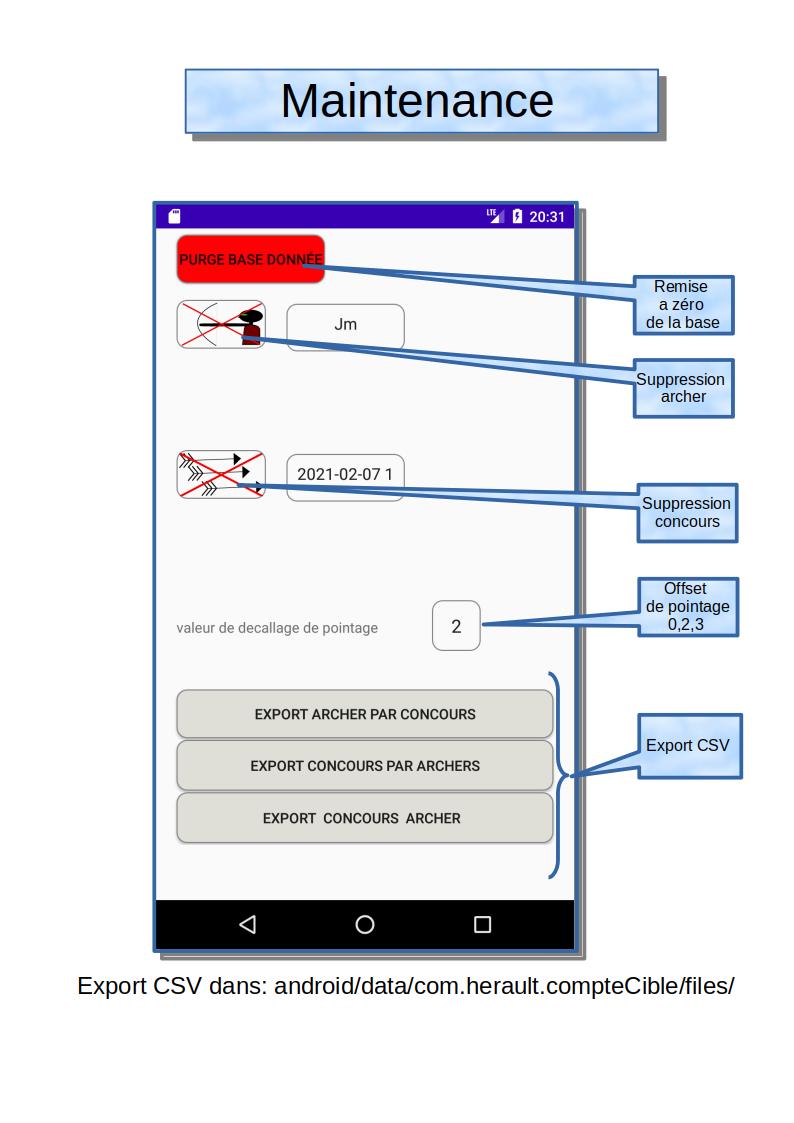 Maintenance
LTE 20:31
PURGE BASE DONNÉE
Remise
a zéro
de la base
Jm
Suppression
archer
2021-02-07 1
Suppression
concours
Offset
de pointage
0,2,3
valeur de decallage de pointage
2
EXPORT ARCHER PAR CONCOURS
EXPORT CONCOURS PAR ARCHERS
EXPORT CONCOURS ARCHER
Export CSV
Export CSV dans: android/data/com.herault.compteCible/files/